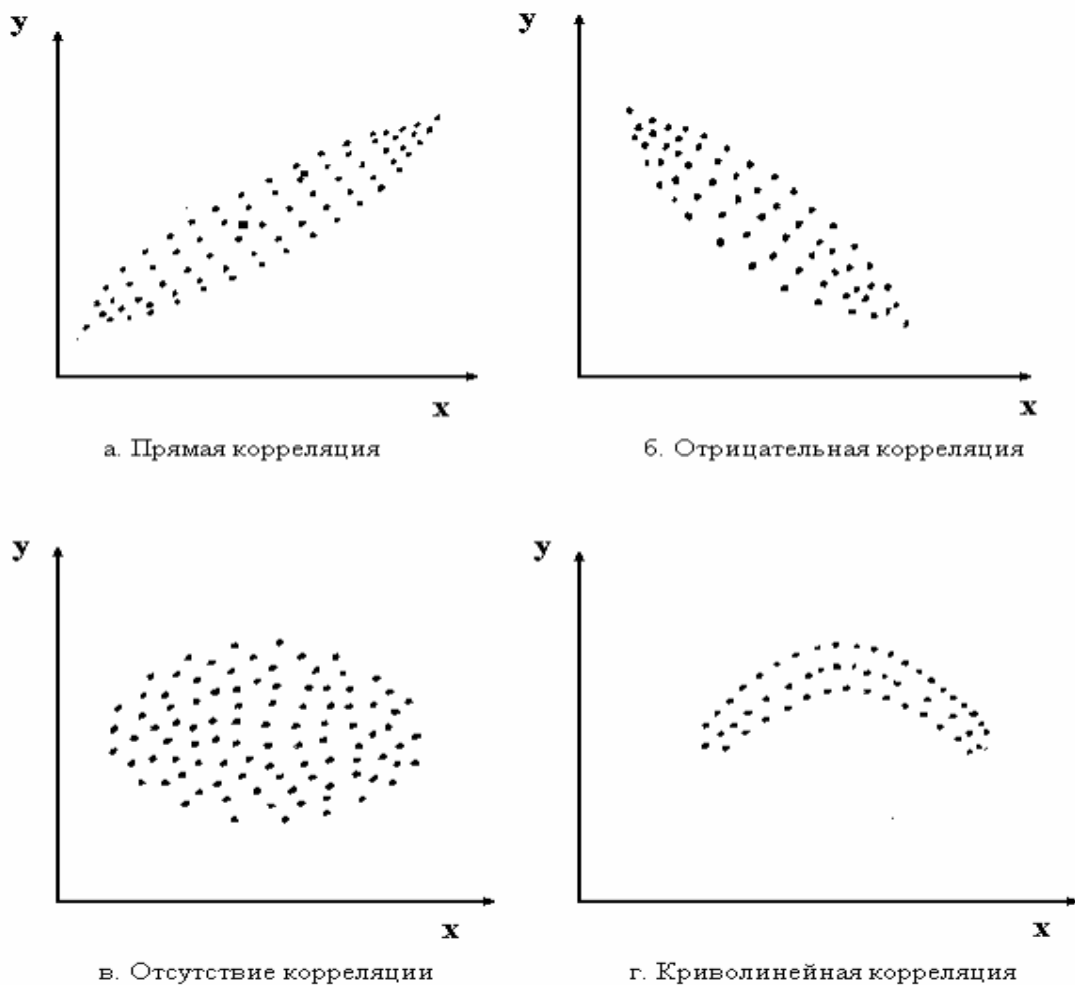 y
x
а. Прямая корреляция
y
x
б. Отрицательная корреляция
y
x
в. Отсутствие корреляции
y
x
г. Криволинейная корреляция